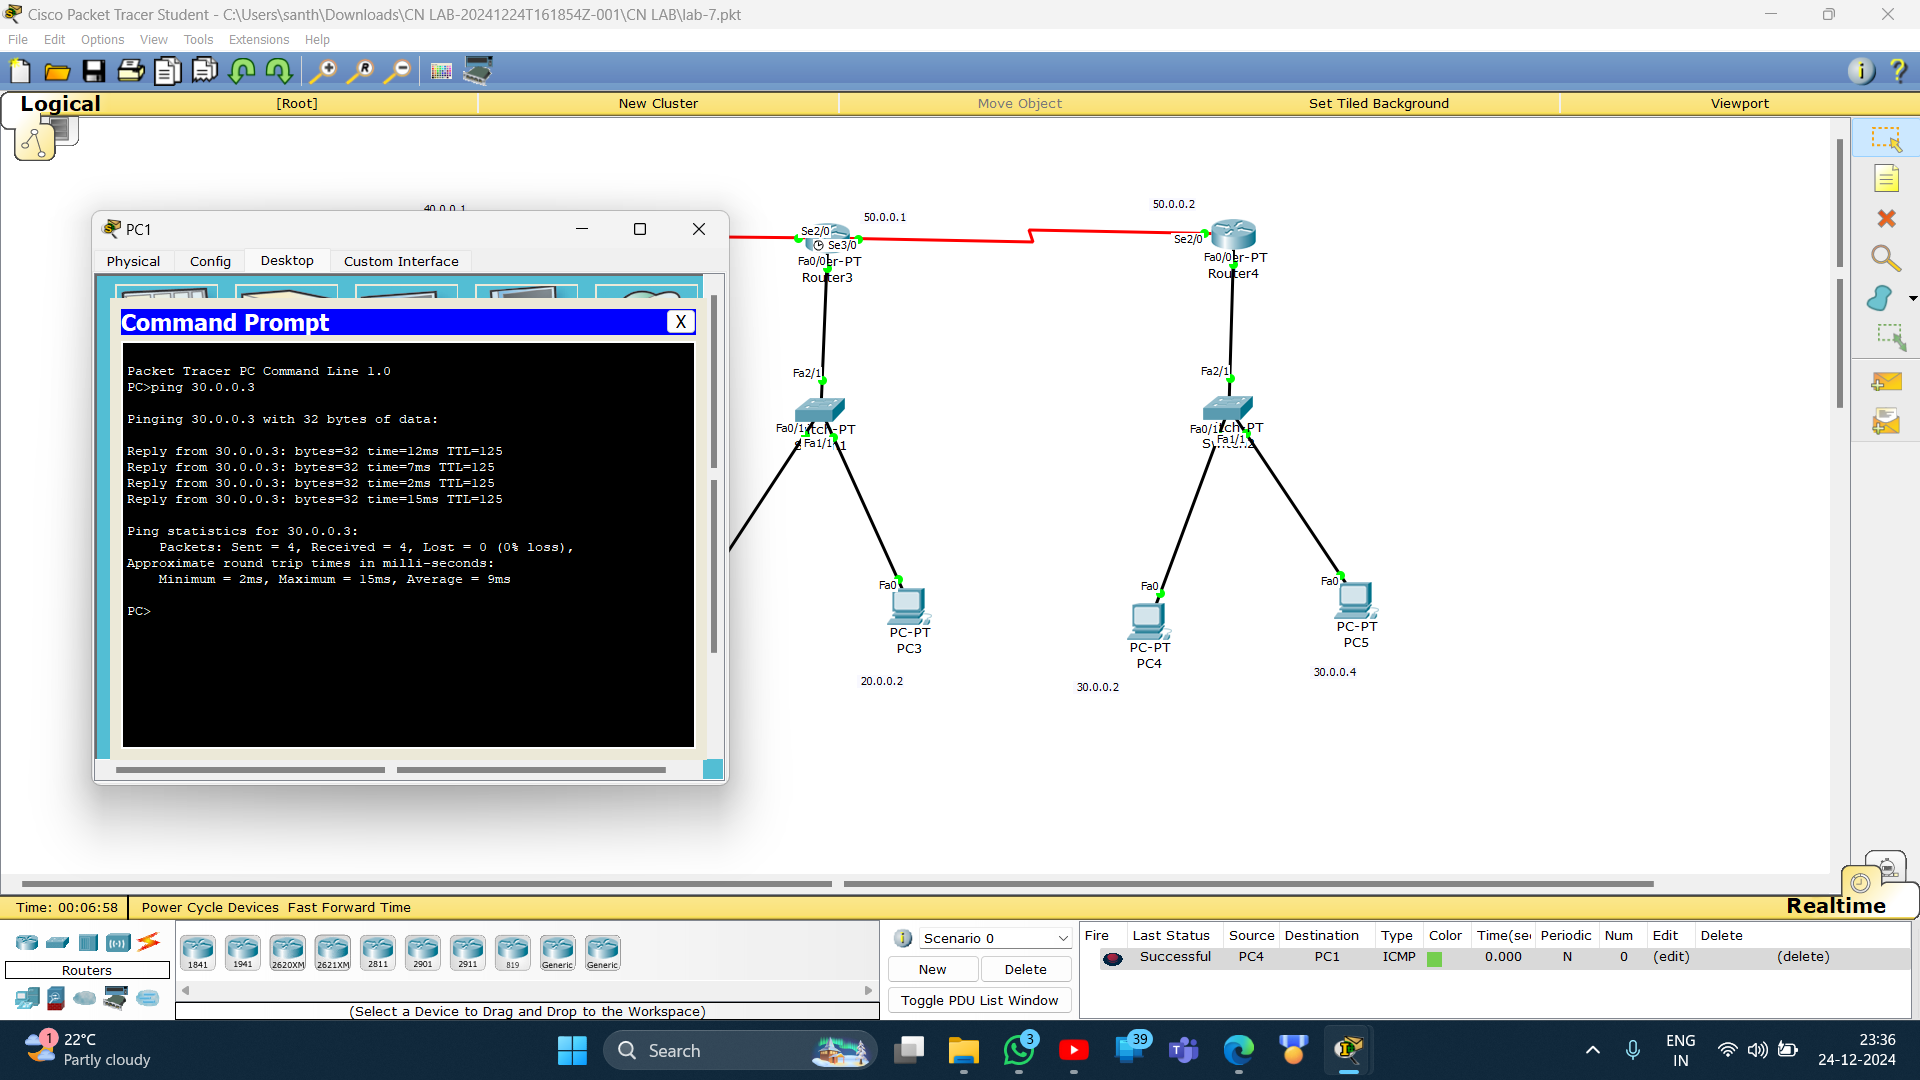 Cisco Packet Tracer Student - C:\Users\santh\Downloads\CN LAB-20241224T161854Z-001\CN LAB\lab-7.pkt
File Edit Options View Tools Extensions Help
Logical [Root] New Cluster Move Object Set Tiled Background Viewport
40.0.0.1
50.0.0.1
50.0.0.2
Se2/0
Se3/0
Fa0/0er-PT
Router3
Se2/0
Fa0/0er-PT
Router4
Fa2/1
Fa0/1
tch-PT
Fa1/1
Fa2/1
Fa0/1
tch-PT
Fa1/1
Fa0
PC-PT
PC3
20.0.0.2
Fa0
PC-PT
PC4
30.0.0.2
Fa0
PC-PT
PC5
30.0.0.4
PC1
Physical Config Desktop Custom Interface
Command Prompt X
Packet Tracer PC Command Line 1.0
PC>ping 30.0.0.3
Pinging 30.0.0.3 with 32 bytes of data:
Reply from 30.0.0.3: bytes=32 time=12ms TTL=125
Reply from 30.0.0.3: bytes=32 time=7ms TTL=125
Reply from 30.0.0.3: bytes=32 time=2ms TTL=125
Reply from 30.0.0.3: bytes=32 time=15ms TTL=125
Ping statistics for 30.0.0.3:
Packets: Sent = 4, Received = 4, Lost = 0 (0% loss),
Approximate round trip times in milli-seconds:
Minimum = 2ms, Maximum = 15ms, Average = 9ms
PC>
Time: 00:06:58 Power Cycle Devices Fast Forward Time
Realtime
Routers
1841 1941 2620XM 2621XM 2811 2901 2911 819 Generic Generic
(Select a Device to Drag and Drop to the Workspace)
Scenario 0
New Delete
Toggle PDU List Window
Fire Last Status Source Destination Type Color Time(sec Periodic Num Edit Delete
Successful PC4 PC1 ICMP 0.000 N 0 (edit) (delete)
1
22°C
Partly cloudy
Search
3
39
ENG
IN
23:36
24-12-2024